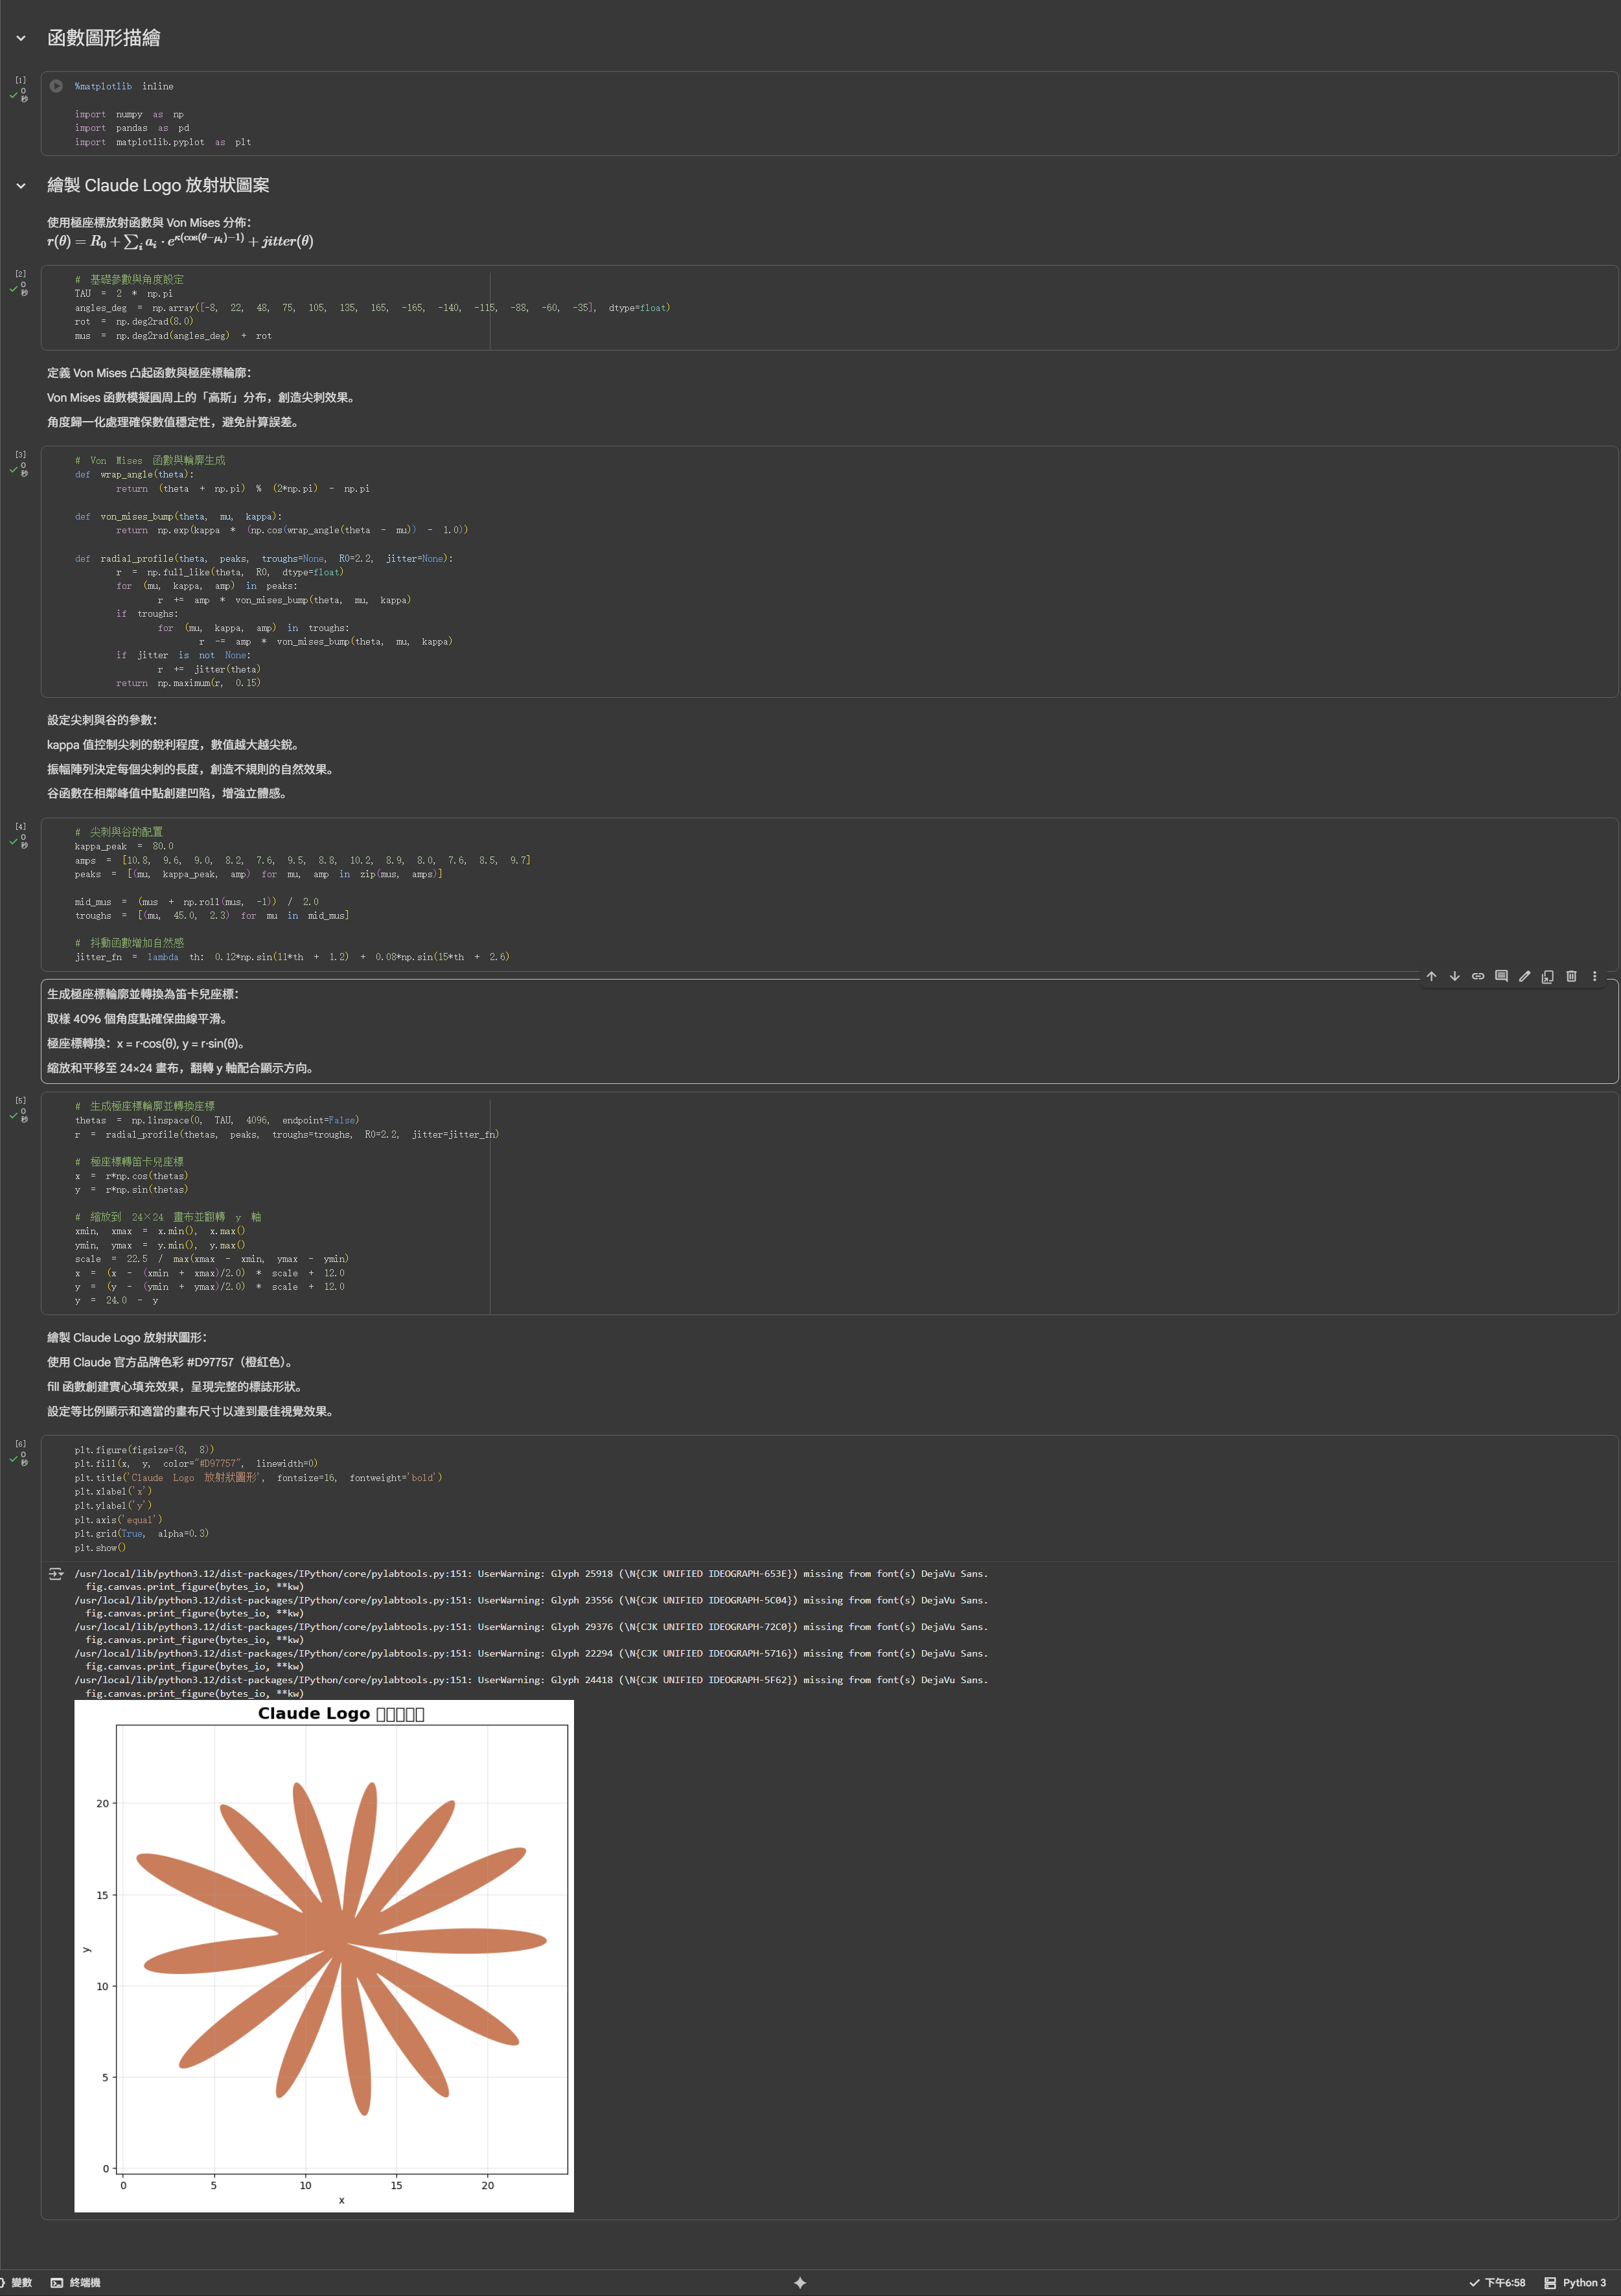 函數圖形描繪
[1]
0
秒
%matplotlib inline
import numpy as np
import pandas as pd
import matplotlib.pyplot as plt
繪製 Claude Logo 放射狀圖案
使用極座標放射函數與 Von Mises 分佈：
r(θ) = R₀ + ∑ᵢ aᵢ · e^κ(cos(θ−μᵢ)−1) + jitter(θ)
[2]
0
秒
# 基礎參數與角度設定
TAU = 2 * np.pi
angles_deg = np.array([-8, 22, 48, 75, 105, 135, 165, -165, -140, -115, -88, -60, -35], dtype=float)
rot = np.deg2rad(8.0)
mus = np.deg2rad(angles_deg) + rot
定義 Von Mises 凸起函數與極座標輪廓：
Von Mises 函數模擬圓周上的「高斯」分布，創造尖刺效果。
角度歸一化處理確保數值穩定性，避免計算誤差。
[3]
0
秒
# Von Mises 函數與輪廓生成
def wrap_angle(theta):
return (theta + np.pi) % (2*np.pi) - np.pi
def von_mises_bump(theta, mu, kappa):
return np.exp(kappa * (np.cos(wrap_angle(theta - mu)) - 1.0))
def radial_profile(theta, peaks, troughs=None, R0=2.2, jitter=None):
r = np.full_like(theta, R0, dtype=float)
for (mu, kappa, amp) in peaks:
r += amp * von_mises_bump(theta, mu, kappa)
if troughs:
for (mu, kappa, amp) in troughs:
r -= amp * von_mises_bump(theta, mu, kappa)
if jitter is not None:
r += jitter(theta)
return np.maximum(r, 0.15)
設定尖刺與谷的參數：
kappa 值控制尖刺的銳利程度，數值越大越尖銳。
振幅陣列決定每個尖刺的長度，創造不規則的自然效果。
谷函數在相鄰峰值中點創建凹陷，增強立體感。
[4]
0
秒
# 尖刺與谷的配置
kappa_peak = 80.0
amps = [10.8, 9.6, 9.0, 8.2, 7.6, 9.5, 8.8, 10.2, 8.9, 8.0, 7.6, 8.5, 9.7]
peaks = [(mu, kappa_peak, amp) for mu, amp in zip(mus, amps)]
mid_mus = (mus + np.roll(mus, -1)) / 2.0
troughs = [(mu, 45.0, 2.3) for mu in mid_mus]
# 抖動函數增加自然感
jitter_fn = lambda th: 0.12*np.sin(11*th + 1.2) + 0.08*np.sin(15*th + 2.6)
生成極座標輪廓並轉換為笛卡兒座標：
取樣 4096 個角度點確保曲線平滑。
極座標轉換：x = r·cos(θ), y = r·sin(θ)。
縮放和平移至 24×24 畫布，翻轉 y 軸配合顯示方向。
[5]
0
秒
# 生成極座標輪廓並轉換座標
thetas = np.linspace(0, TAU, 4096, endpoint=False)
r = radial_profile(thetas, peaks, troughs=troughs, R0=2.2, jitter=jitter_fn)
# 極座標轉笛卡兒座標
x = r*np.cos(thetas)
y = r*np.sin(thetas)
# 縮放到 24×24 畫布並翻轉 y 軸
xmin, xmax = x.min(), x.max()
ymin, ymax = y.min(), y.max()
scale = 22.5 / max(xmax - xmin, ymax - ymin)
x = (x - (xmin + xmax)/2.0) * scale + 12.0
y = (y - (ymin + ymax)/2.0) * scale + 12.0
y = 24.0 - y
繪製 Claude Logo 放射狀圖形：
使用 Claude 官方品牌色彩 #D97757（橙紅色）。
fill 函數創建實心填充效果，呈現完整的標誌形狀。
設定等比例顯示和適當的畫布尺寸以達到最佳視覺效果。
[6]
0
秒
plt.figure(figsize=(8, 8))
plt.fill(x, y, color="#D97757", linewidth=0)
plt.title('Claude Logo 放射狀圖形', fontsize=16, fontweight='bold')
plt.xlabel('x')
plt.ylabel('y')
plt.axis('equal')
plt.grid(True, alpha=0.3)
plt.show()
/usr/local/lib/python3.12/dist-packages/IPython/core/pylabtools.py:151: UserWarning: Glyph 25918 (\N{CJK UNIFIED IDEOGRAPH-653E}) missing from font(s) DejaVu Sans.
fig.canvas.print_figure(bytes_io, **kw)
/usr/local/lib/python3.12/dist-packages/IPython/core/pylabtools.py:151: UserWarning: Glyph 23556 (\N{CJK UNIFIED IDEOGRAPH-5C04}) missing from font(s) DejaVu Sans.
fig.canvas.print_figure(bytes_io, **kw)
/usr/local/lib/python3.12/dist-packages/IPython/core/pylabtools.py:151: UserWarning: Glyph 29376 (\N{CJK UNIFIED IDEOGRAPH-72C0}) missing from font(s) DejaVu Sans.
fig.canvas.print_figure(bytes_io, **kw)
/usr/local/lib/python3.12/dist-packages/IPython/core/pylabtools.py:151: UserWarning: Glyph 22294 (\N{CJK UNIFIED IDEOGRAPH-5716}) missing from font(s) DejaVu Sans.
fig.canvas.print_figure(bytes_io, **kw)
/usr/local/lib/python3.12/dist-packages/IPython/core/pylabtools.py:151: UserWarning: Glyph 24418 (\N{CJK UNIFIED IDEOGRAPH-5F62}) missing from font(s) DejaVu Sans.
fig.canvas.print_figure(bytes_io, **kw)
Claude Logo
20
15
y
10
5
0
0 5 10 15 20
x
變數 終端機 下午6:58 Python 3